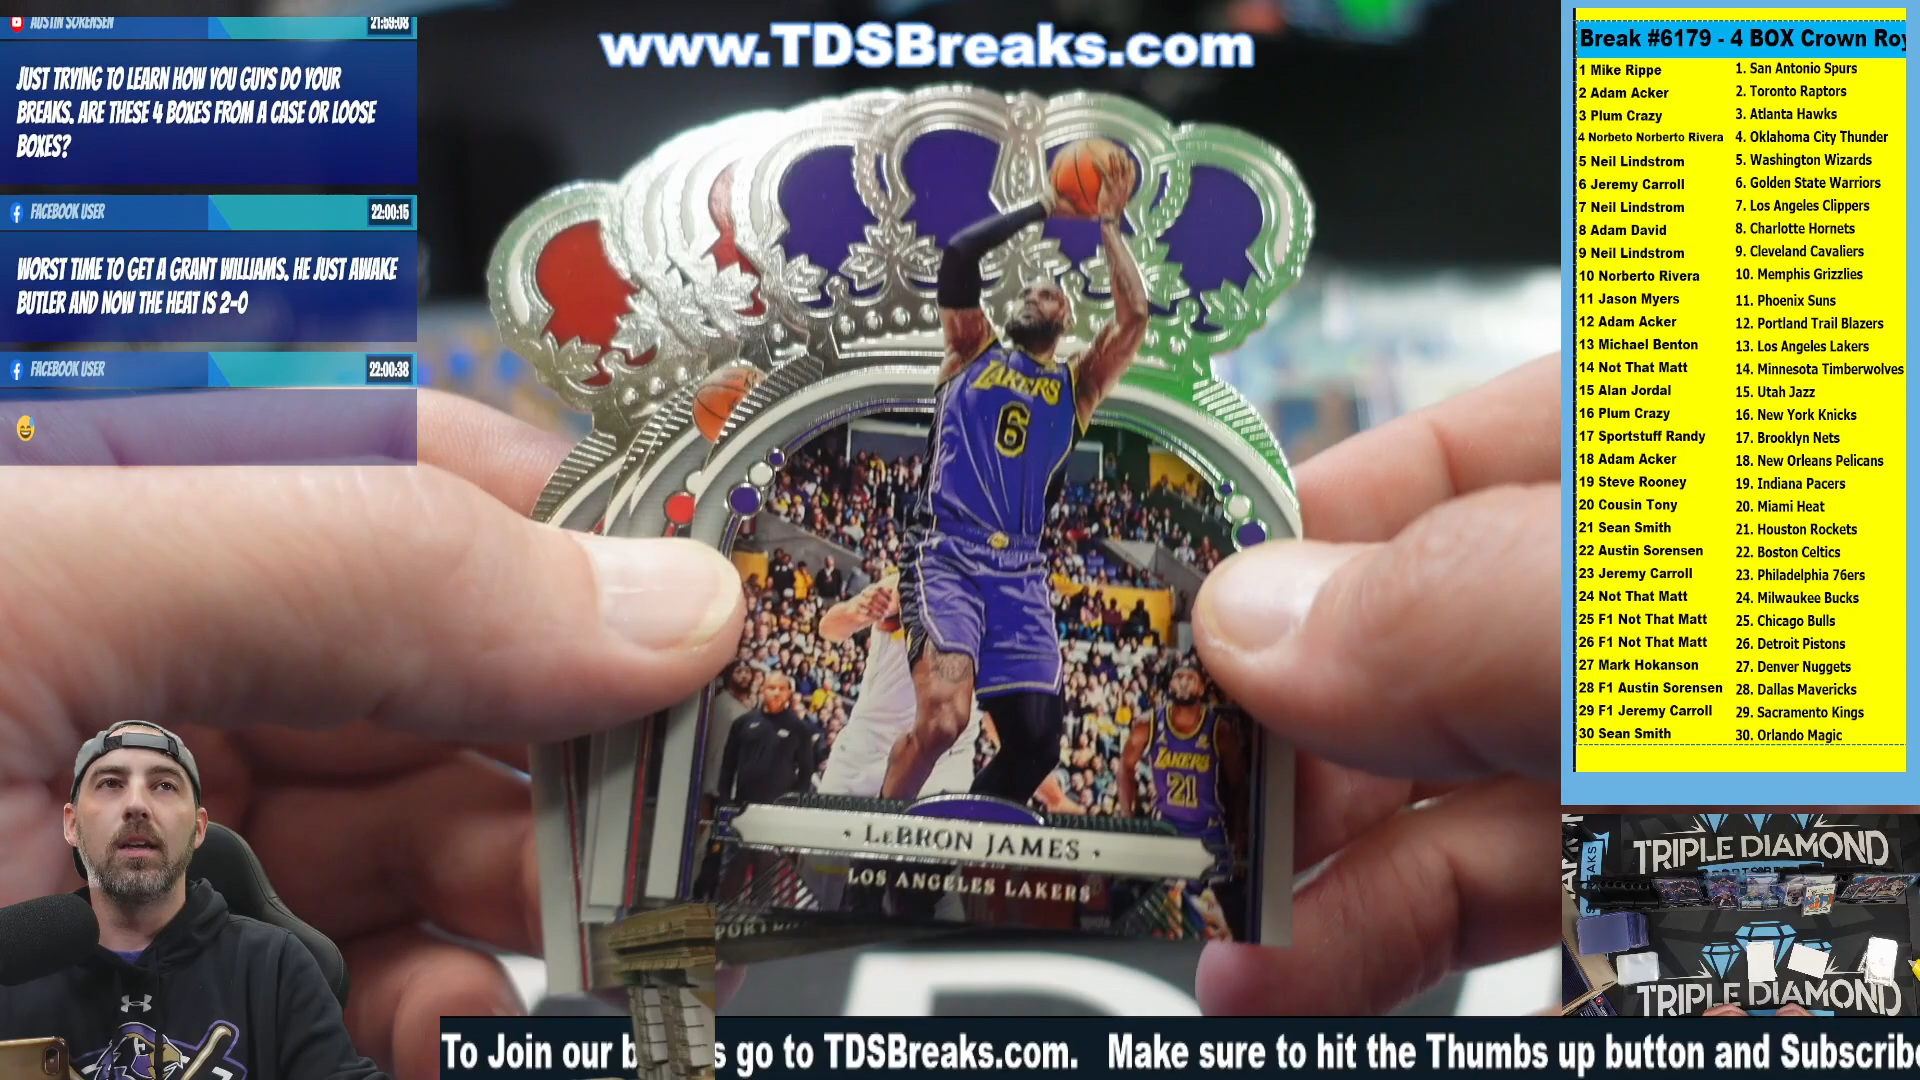 AUSTIN SORENSEN 21:59:08
JUST TRYING TO LEARN HOW YOU GUYS DO YOUR
BREAKS. ARE THESE 4 BOXES FROM A CASE OR LOOSE
BOXES?
FACEBOOK USER 22:00:15
WORST TIME TO GET A GRANT WILLIAMS. HE JUST AWAKE
BUTLER AND NOW THE HEAT IS 2-0
FACEBOOK USER 22:00:38
😅
www.TDSBreaks.com
LAKERS
6
LAKERS
21
• LeBRON JAMES •
LOS ANGELES LAKERS
Break #6179 - 4 BOX Crown Roy
1 Mike Rippe 1. San Antonio Spurs
2 Adam Acker 2. Toronto Raptors
3 Plum Crazy 3. Atlanta Hawks
4 Norbeto Norberto Rivera 4. Oklahoma City Thunder
5 Neil Lindstrom 5. Washington Wizards
6 Jeremy Carroll 6. Golden State Warriors
7 Neil Lindstrom 7. Los Angeles Clippers
8 Adam David 8. Charlotte Hornets
9 Neil Lindstrom 9. Cleveland Cavaliers
10 Norberto Rivera 10. Memphis Grizzlies
11 Jason Myers 11. Phoenix Suns
12 Adam Acker 12. Portland Trail Blazers
13 Michael Benton 13. Los Angeles Lakers
14 Not That Matt 14. Minnesota Timberwolves
15 Alan Jordal 15. Utah Jazz
16 Plum Crazy 16. New York Knicks
17 Sportstuff Randy 17. Brooklyn Nets
18 Adam Acker 18. New Orleans Pelicans
19 Steve Rooney 19. Indiana Pacers
20 Cousin Tony 20. Miami Heat
21 Sean Smith 21. Houston Rockets
22 Austin Sorensen 22. Boston Celtics
23 Jeremy Carroll 23. Philadelphia 76ers
24 Not That Matt 24. Milwaukee Bucks
25 F1 Not That Matt 25. Chicago Bulls
26 F1 Not That Matt 26. Detroit Pistons
27 Mark Hokanson 27. Denver Nuggets
28 F1 Austin Sorensen 28. Dallas Mavericks
29 F1 Jeremy Carroll 29. Sacramento Kings
30 Sean Smith 30. Orlando Magic
TRIPLE DIAMOND
TRIPLE DIAMOND
To Join our b s go to TDSBreaks.com. Make sure to hit the Thumbs up button and Subscribe